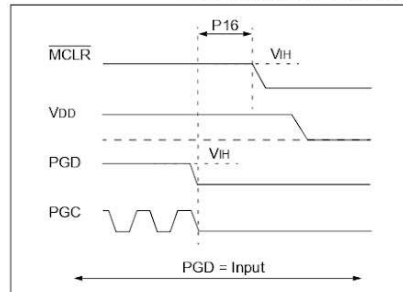 P16
MCLR
VIH
VDD
PGD
VIH
PGC
PGD = Input